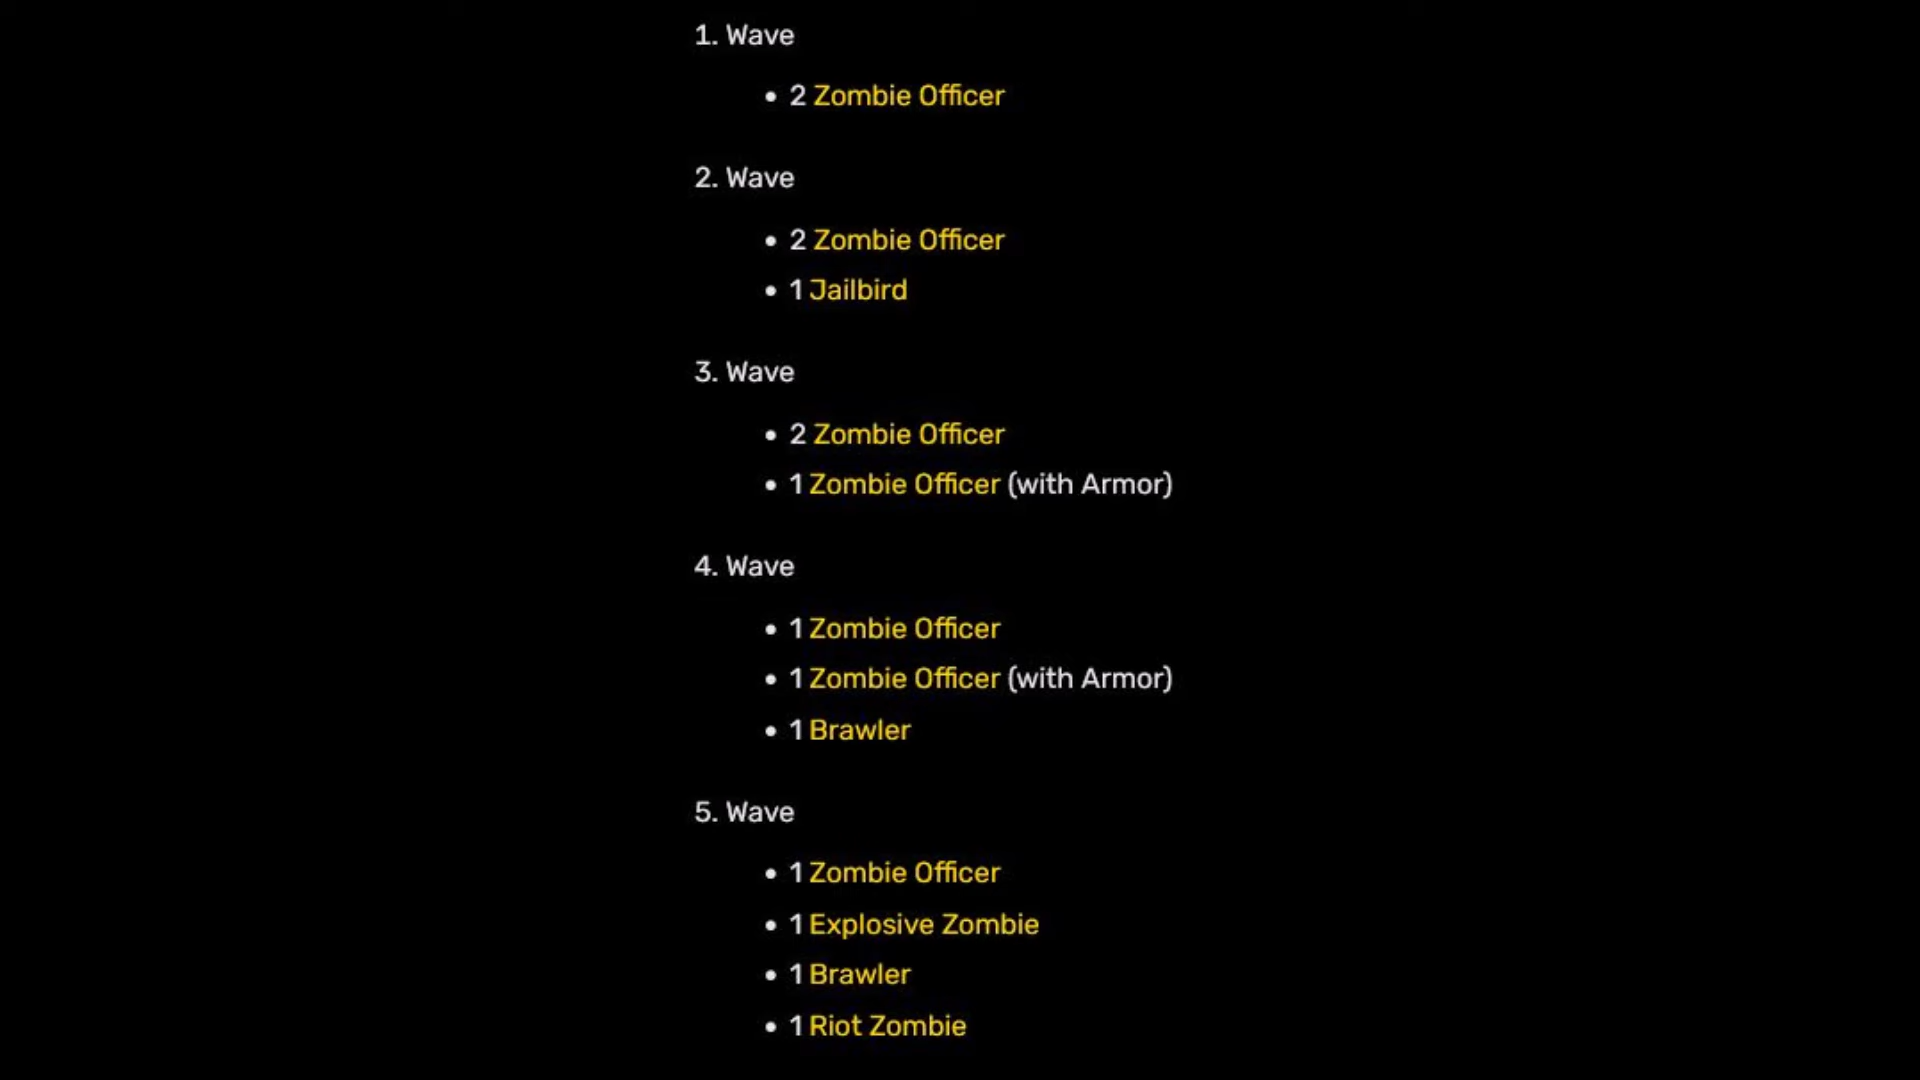 1. Wave
• 2 Zombie Officer
2. Wave
• 2 Zombie Officer
• 1 Jailbird
3. Wave
• 2 Zombie Officer
• 1 Zombie Officer (with Armor)
4. Wave
• 1 Zombie Officer
• 1 Zombie Officer (with Armor)
• 1 Brawler
5. Wave
• 1 Zombie Officer
• 1 Explosive Zombie
• 1 Brawler
• 1 Riot Zombie